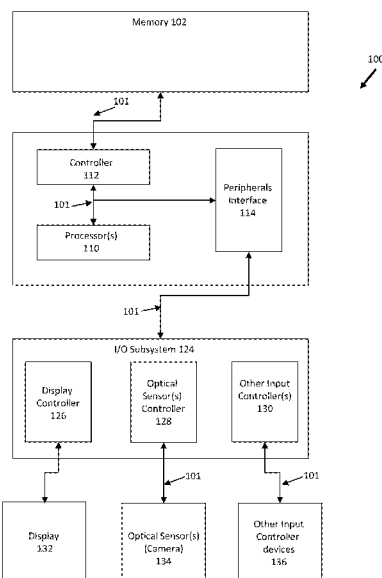 Memory 102
100
101
Controller
112
Peripherals
Interface
114
101
Processor(s)
110
101
I/O Subsystem 124
Display
Controller
126
Optical
Sensor(s)
Controller
128
Other Input
Controller(s)
130
101
101
Display
132
Optical Sensor(s)
(Camera)
134
Other Input
Controller
devices
136